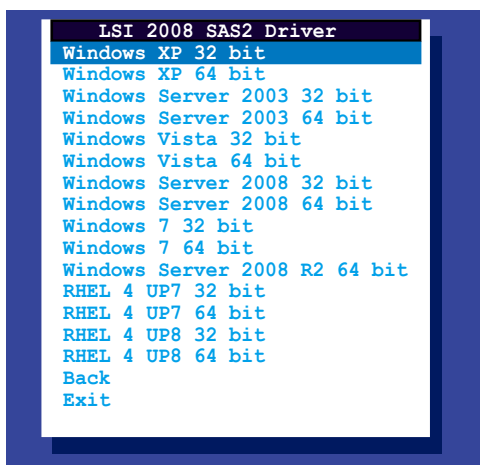 LSI 2008 SAS2 Driver
Windows XP 32 bit
Windows XP 64 bit
Windows Server 2003 32 bit
Windows Server 2003 64 bit
Windows Vista 32 bit
Windows Vista 64 bit
Windows Server 2008 32 bit
Windows Server 2008 64 bit
Windows 7 32 bit
Windows 7 64 bit
Windows Server 2008 R2 64 bit
RHEL 4 UP7 32 bit
RHEL 4 UP7 64 bit
RHEL 4 UP8 32 bit
RHEL 4 UP8 64 bit
Back
Exit